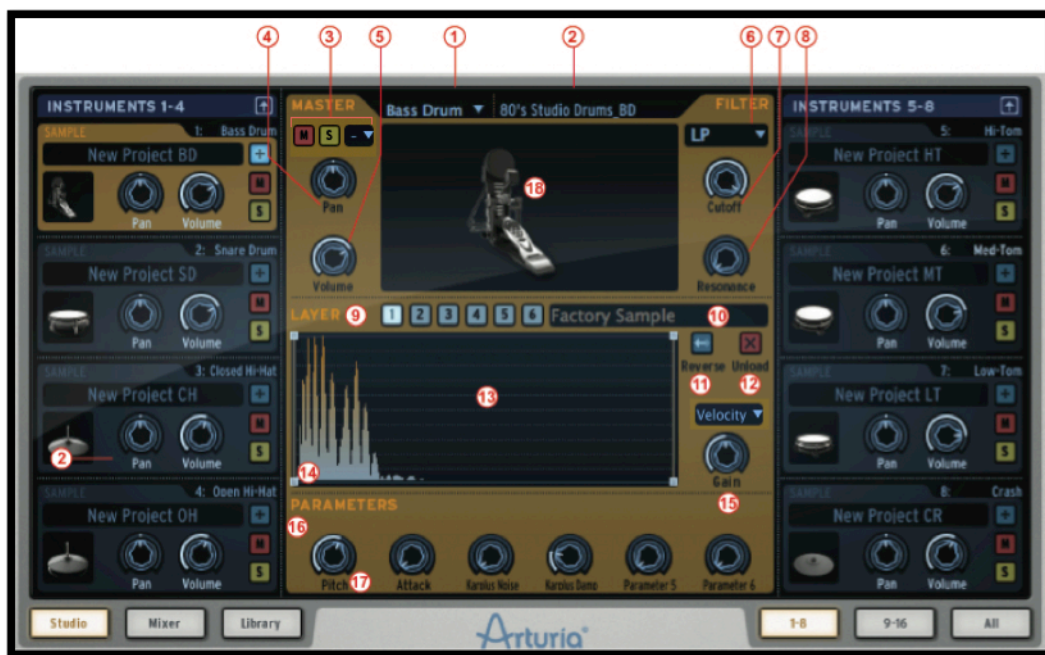 4 3 5 1 2 6 7 8
INSTRUMENTS 1-4
SAMPLE 1: Bass Drum
New Project BD +
Pan Volume M S
SAMPLE 2: Snare Drum
New Project SD +
Pan Volume M S
SAMPLE 3: Closed Hi-Hat
New Project CH +
2 Pan Volume M S
SAMPLE 4: Open Hi-Hat
New Project OH +
Pan Volume M S
MASTER Bass Drum 80's Studio Drums_BD FILTER
M S - LP
Pan 18 Cutoff
Volume Resonance
LAYER 9 1 2 3 4 5 6 Factory Sample 10
Reverse Unload
11 12
13
Velocity
14 Gain
15
PARAMETERS
16
Pitch 17 Attack Karplus Noise Karplus Damp Parameter 5 Parameter 6
INSTRUMENTS 5-8
SAMPLE 5: Hi-Tom
New Project HT +
Pan Volume M S
SAMPLE 6: Med-Tom
New Project MT +
Pan Volume M S
SAMPLE 7: Low-Tom
New Project LT +
Pan Volume M S
SAMPLE 8: Crash
New Project CR +
Pan Volume M S
Studio Mixer Library Arturia® 1-8 9-16 All